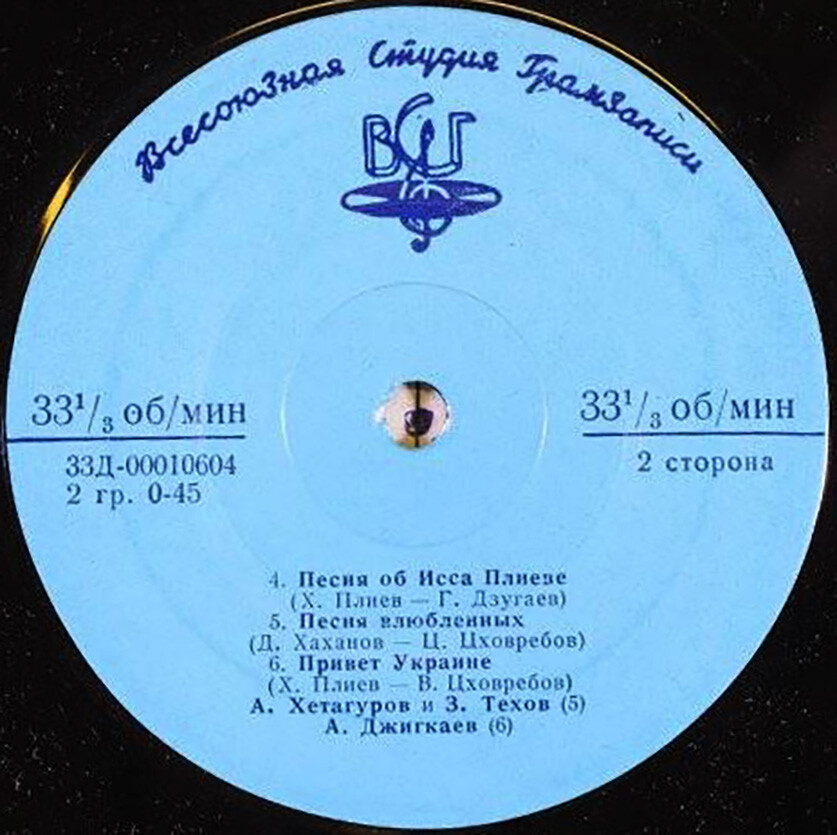 Всесоюзная Студия Грамзаписи
ВСГ
33¹/₃ об/мин
33Д-00010604
2 гр. 0-45
33¹/₃ об/мин
2 сторона
4. Песня об Исса Плиеве
(Х. Плиев — Г. Дзугаев)
5. Песня влюбленных
(Д. Хаханов — Ц. Цховребов)
6. Привет Украине
(Х. Плиев — В. Цховребов)
А. Хетагуров и З. Техов (5)
А. Джигкаев (6)